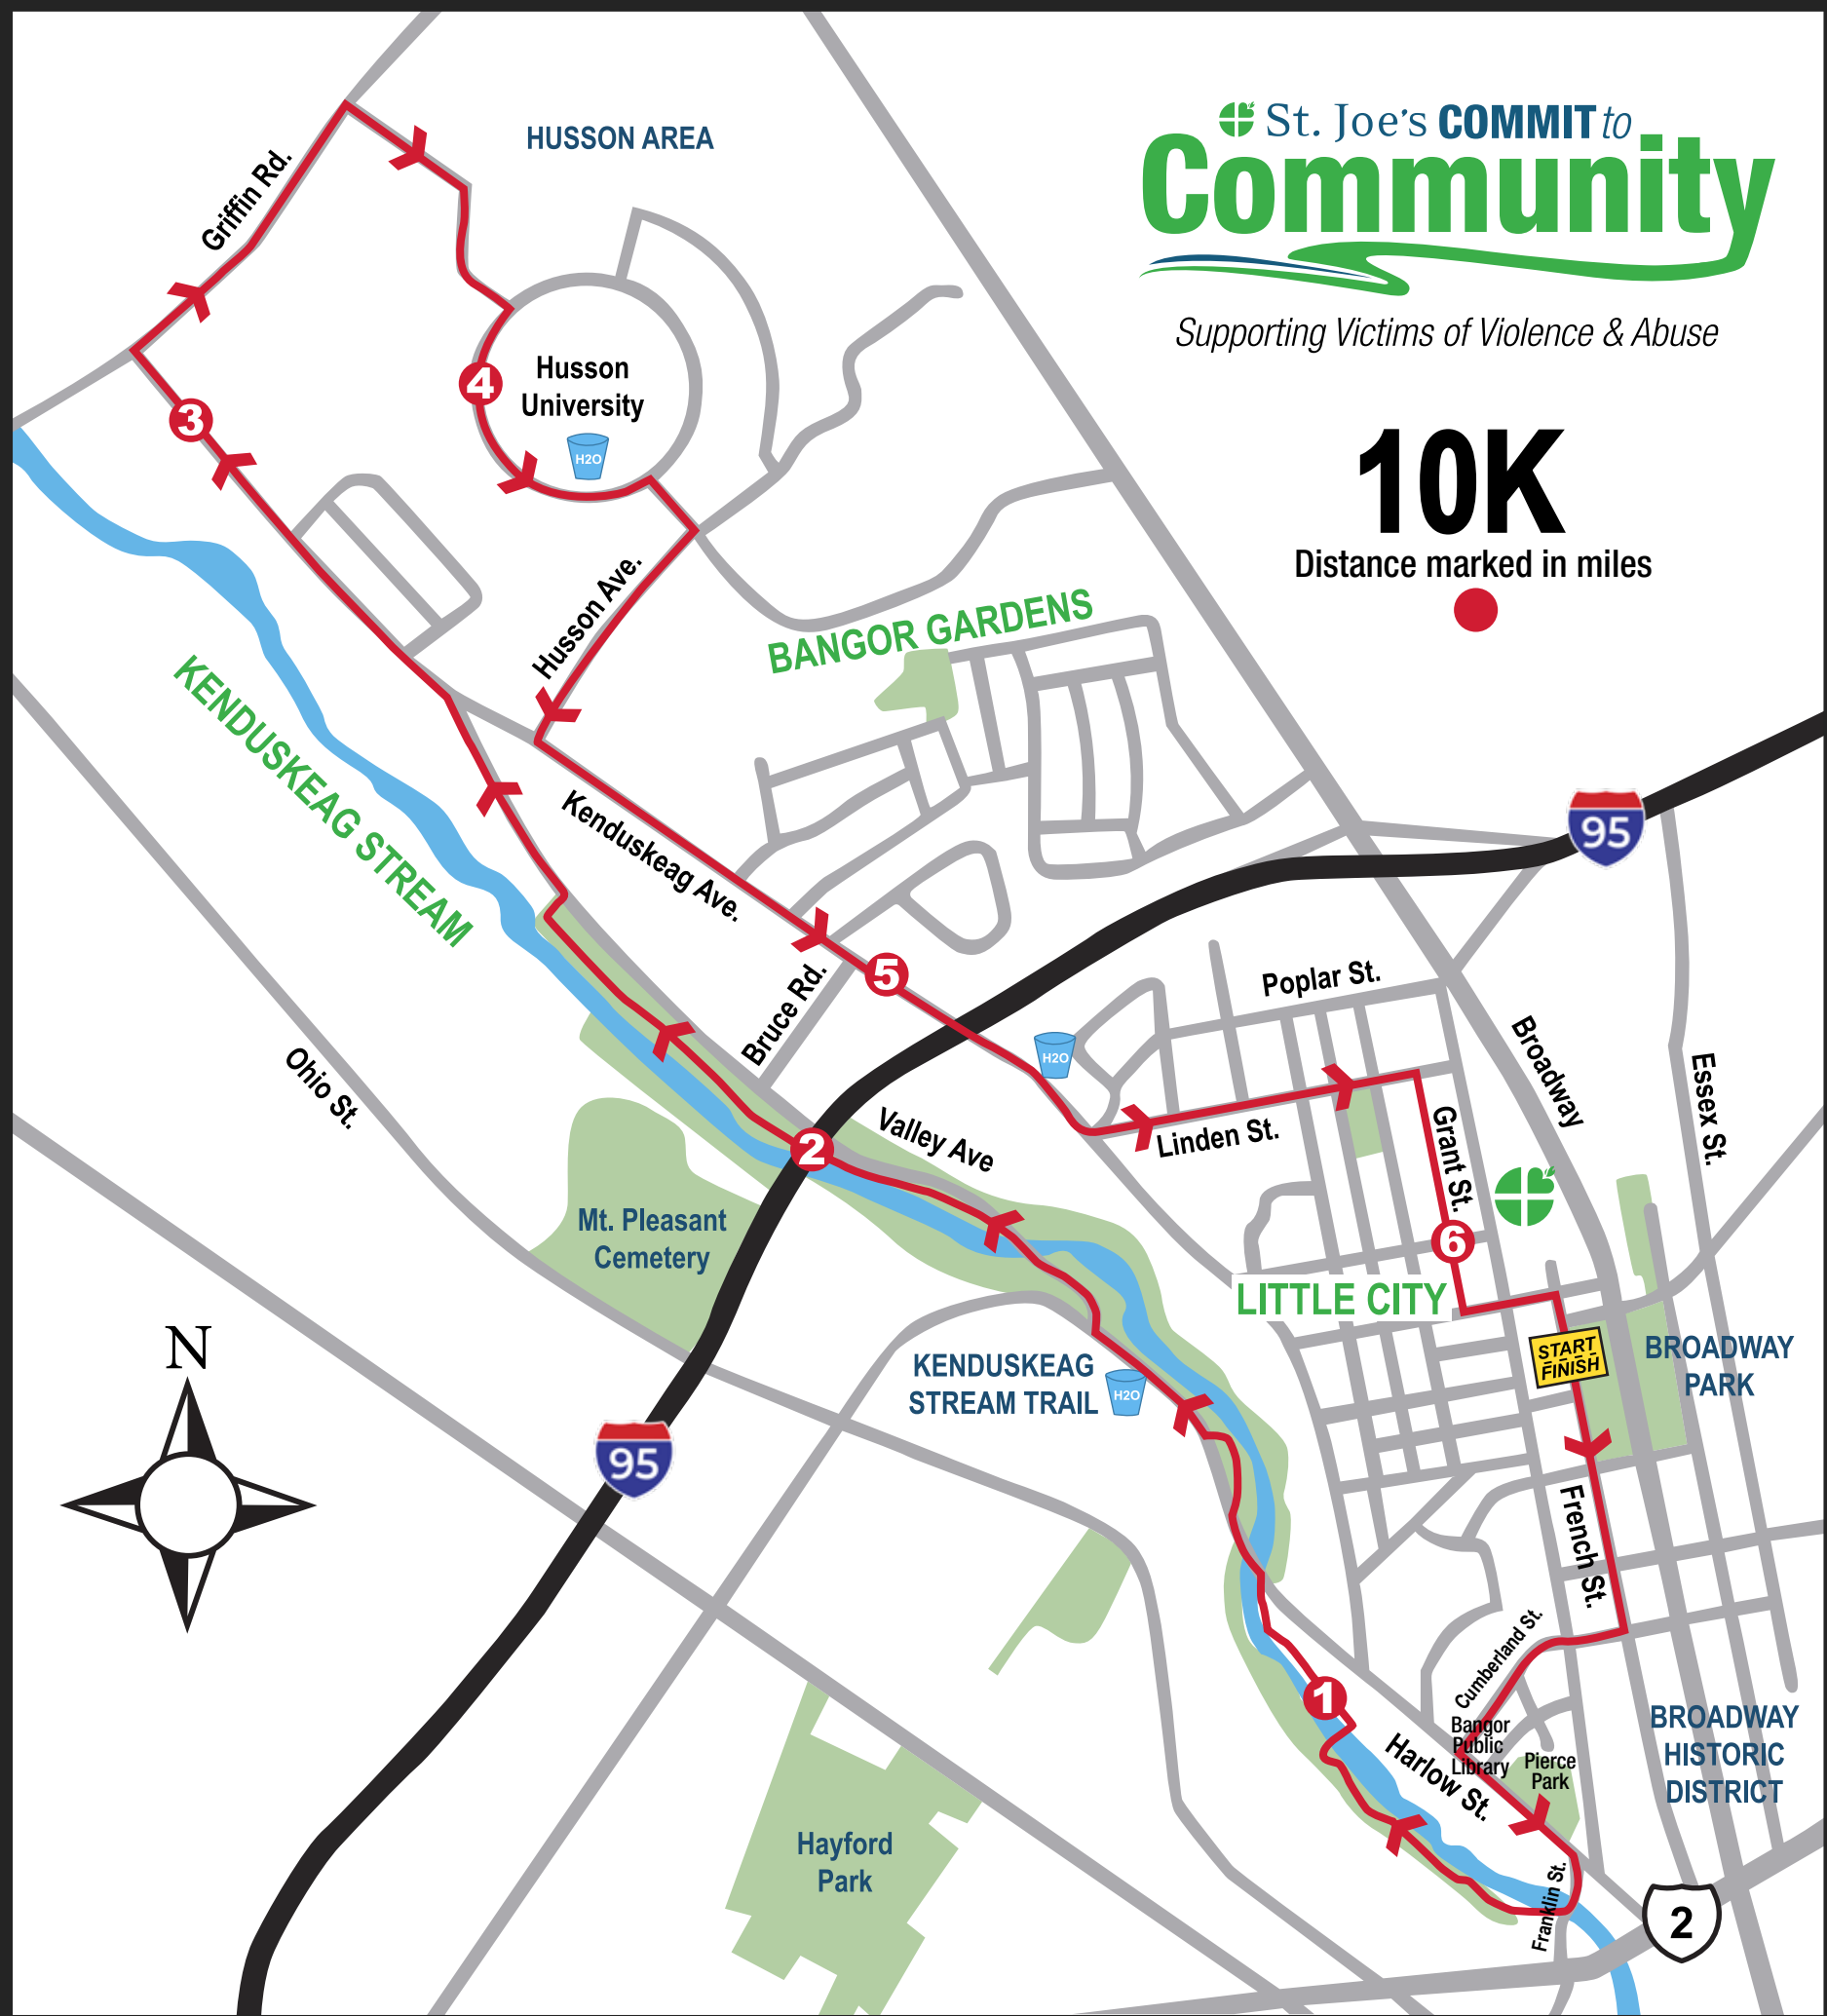 St. Joe's COMMIT to
Community
Supporting Victims of Violence & Abuse
10K
Distance marked in miles
HUSSON AREA
Griffin Rd.
3
4
Husson
University
H2O
Husson Ave.
BANGOR GARDENS
KENDUSKEAG STREAM
Kenduskeag Ave.
95
5
Bruce Rd.
H2O
Poplar St.
Broadway
Essex St.
Ohio St.
2
Valley Ave
Linden St.
Grant St.
Mt. Pleasant
Cemetery
6
LITTLE CITY
N
KENDUSKEAG
STREAM TRAIL
H2O
START
FINISH
BROADWAY
PARK
95
French St.
Cumberland St.
1
Bangor
Public
Library
Harlow St.
Pierce
Park
BROADWAY
HISTORIC
DISTRICT
Hayford
Park
Franklin St.
2